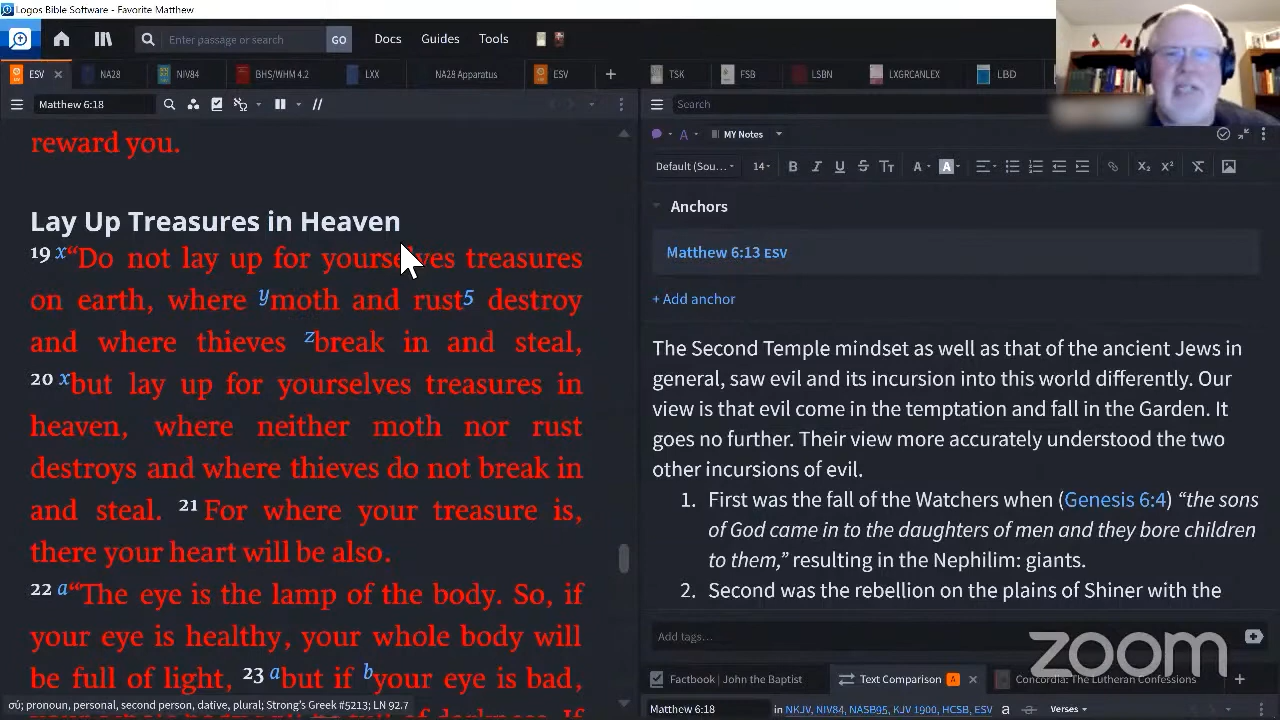 Logos Bible Software - Favorite Matthew
Enter passage or search
GO
Docs
Guides
Tools
ESV
NA28
NIV84
BHS/WHM 4.2
LXX
NA28 Apparatus
ESV
TSK
FSB
LSBN
LXGRCANLEX
LBD
Matthew 6:18
Search
MY Notes
Default (Sou...
14
reward you.
Lay Up Treasures in Heaven
19 x“Do not lay up for yourselves treasures
on earth, where ymoth and rust5 destroy
and where thieves zbreak in and steal,
20 xbut lay up for yourselves treasures in
heaven, where neither moth nor rust
destroys and where thieves do not break in
and steal. 21 For where your treasure is,
there your heart will be also.
22 a“The eye is the lamp of the body. So, if
your eye is healthy, your whole body will
be full of light, 23 abut if byour eye is bad,
your whole body will be full of darkness. If
σύ; pronoun, personal, second person, dative, plural; Strong's Greek #5213; LN 92.7
Anchors
Matthew 6:13 ESV
+ Add anchor
The Second Temple mindset as well as that of the ancient Jews in
general, saw evil and its incursion into this world differently. Our
view is that evil come in the temptation and fall in the Garden. It
goes no further. Their view more accurately understood the two
other incursions of evil.
1. First was the fall of the Watchers when (Genesis 6:4) “the sons
of God came in to the daughters of men and they bore children
to them,” resulting in the Nephilim: giants.
2. Second was the rebellion on the plains of Shiner with the
Add tags...
zoom
Factbook | John the Baptist
Text Comparison
A
Concordia: The Lutheran Confessions
Matthew 6:18
in NKJV, NIV84, NASB95, KJV 1900, HCSB, ESV
a
Verses